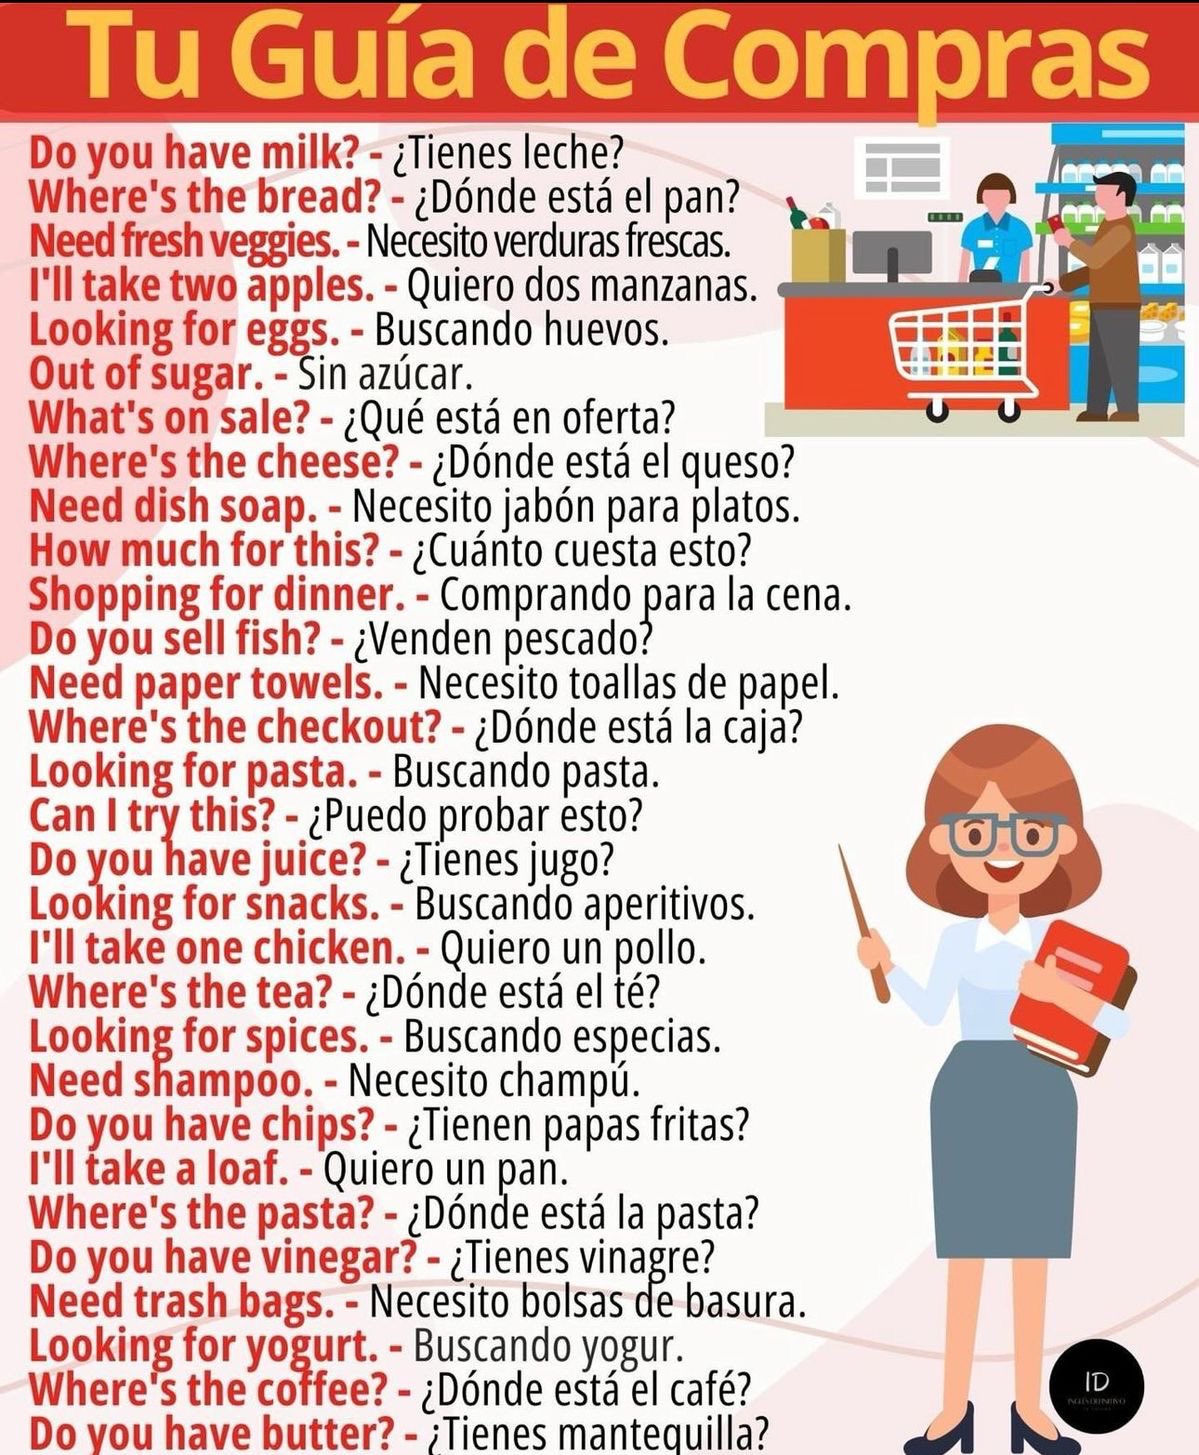 Tu Guía de Compras
Do you have milk? - ¿Tienes leche?
Where's the bread? - ¿Dónde está el pan?
Need fresh veggies. - Necesito verduras frescas.
I'll take two apples. - Quiero dos manzanas.
Looking for eggs. - Buscando huevos.
Out of sugar. - Sin azúcar.
What's on sale? - ¿Qué está en oferta?
Where's the cheese? - ¿Dónde está el queso?
Need dish soap. - Necesito jabón para platos.
How much for this? - ¿Cuánto cuesta esto?
Shopping for dinner. - Comprando para la cena.
Do you sell fish? - ¿Venden pescado?
Need paper towels. - Necesito toallas de papel.
Where's the checkout? - ¿Dónde está la caja?
Looking for pasta. - Buscando pasta.
Can I try this? - ¿Puedo probar esto?
Do you have juice? - ¿Tienes jugo?
Looking for snacks. - Buscando aperitivos.
I'll take one chicken. - Quiero un pollo.
Where's the tea? - ¿Dónde está el té?
Looking for spices. - Buscando especias.
Need shampoo. - Necesito champú.
Do you have chips? - ¿Tienen papas fritas?
I'll take a loaf. - Quiero un pan.
Where's the pasta? - ¿Dónde está la pasta?
Do you have vinegar? - ¿Tienes vinagre?
Need trash bags. - Necesito bolsas de basura.
Looking for yogurt. - Buscando yogur.
Where's the coffee? - ¿Dónde está el café?
Do you have butter? - ¿Tienes mantequilla?
ID
INGLÉS DEFINITIVO